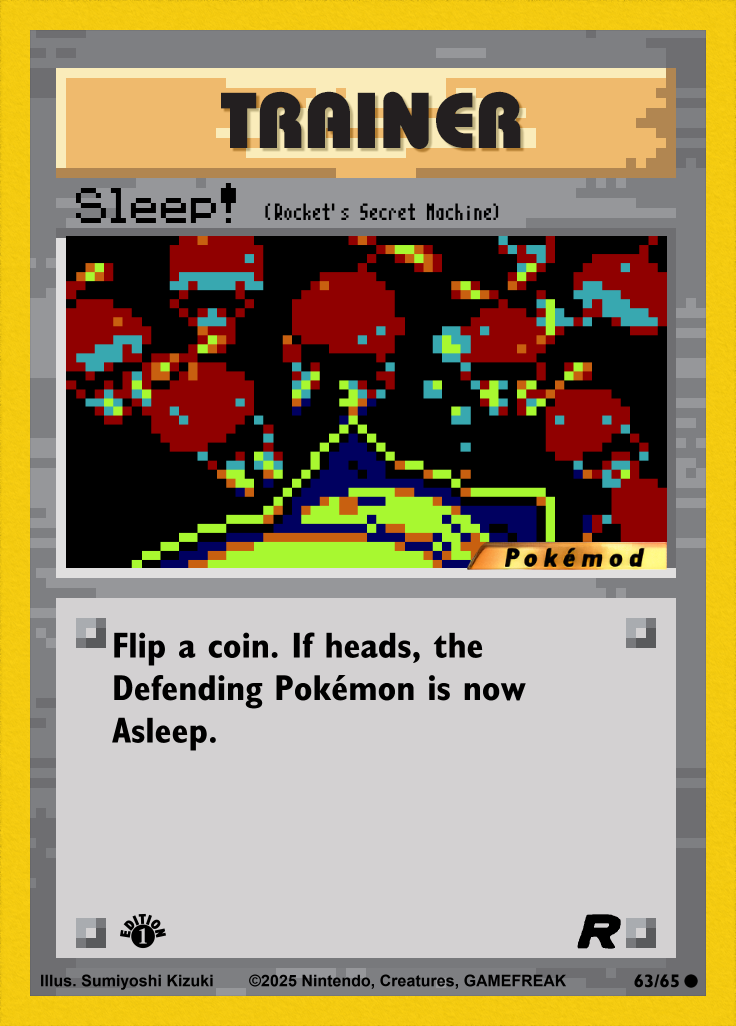 TRAINER
Sleep! (Rocket's Secret Machine)
Pokémod
Flip a coin. If heads, the
Defending Pokémon is now
Asleep.
EDITION 1 R
Illus. Sumiyoshi Kizuki ©2025 Nintendo, Creatures, GAMEFREAK 63/65